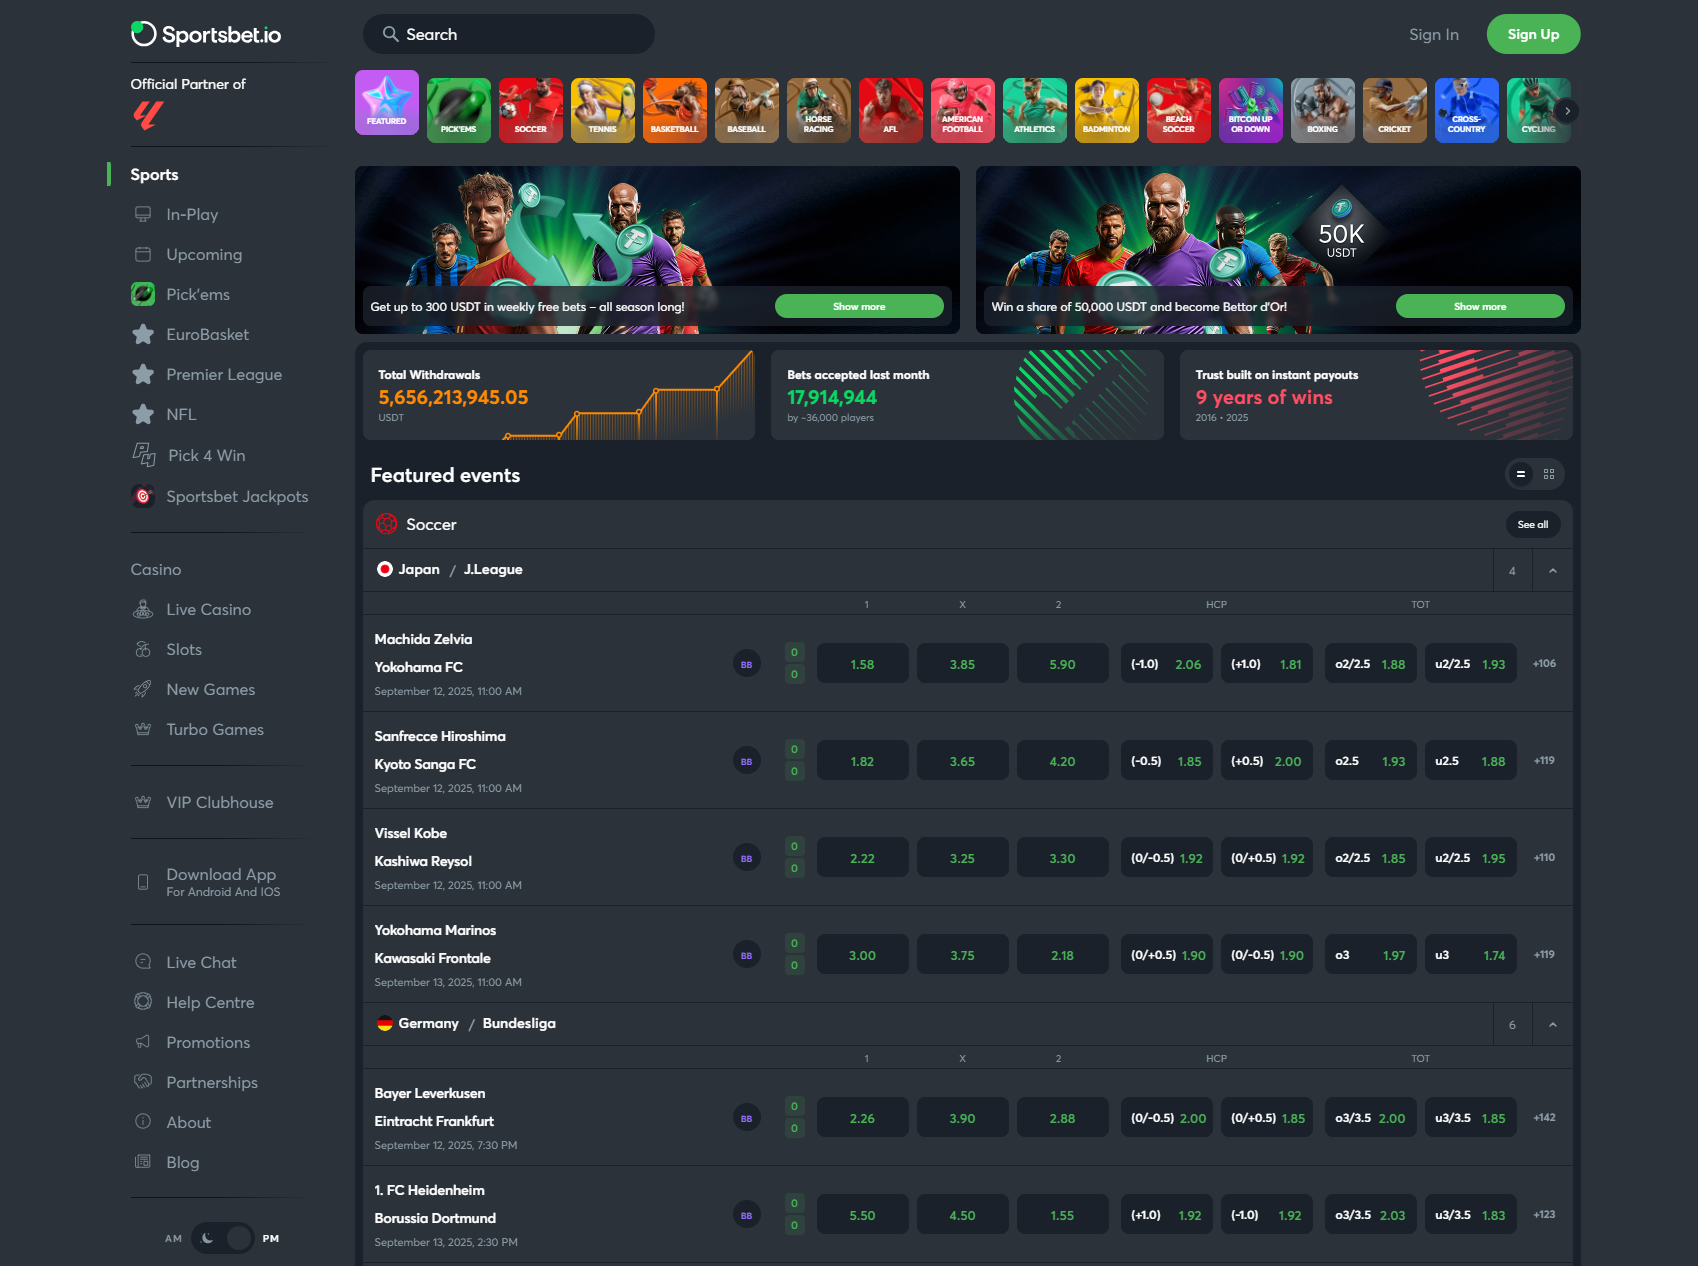 Sportsbet.io
Search
Sign In
Sign Up
Official Partner of
FEATURED
PICK'EMS
SOCCER
TENNIS
BASKETBALL
BASEBALL
HORSE
RACING
AFL
AMERICAN
FOOTBALL
ATHLETICS
BADMINTON
BEACH
SOCCER
BITCOIN UP
OR DOWN
BOXING
CRICKET
CROSS-
COUNTRY
CYCLING
Sports
In-Play
Upcoming
Pick'ems
EuroBasket
Premier League
NFL
Pick 4 Win
Sportsbet Jackpots
Casino
Live Casino
Slots
New Games
Turbo Games
VIP Clubhouse
Download App
For Android And IOS
Live Chat
Help Centre
Promotions
Partnerships
About
Blog
AM
PM
Get up to 300 USDT in weekly free bets – all season long!
Show more
50K
USDT
Win a share of 50,000 USDT and become Bettor d'Or!
Show more
Total Withdrawals
5,656,213,945.05
USDT
Bets accepted last month
17,914,944
by ~36,000 players
Trust built on instant payouts
9 years of wins
2016 • 2025
Featured events
Soccer
See all
Japan / J.League
4
1 X 2 HCP TOT
Machida Zelvia
Yokohama FC
September 12, 2025, 11:00 AM
BB
0
0
1.58 3.85 5.90 (-1.0) 2.06 (+1.0) 1.81 o2/2.5 1.88 u2/2.5 1.93 +106
Sanfrecce Hiroshima
Kyoto Sanga FC
September 12, 2025, 11:00 AM
BB
0
0
1.82 3.65 4.20 (-0.5) 1.85 (+0.5) 2.00 o2.5 1.93 u2.5 1.88 +119
Vissel Kobe
Kashiwa Reysol
September 12, 2025, 11:00 AM
BB
0
0
2.22 3.25 3.30 (0/-0.5) 1.92 (0/+0.5) 1.92 o2/2.5 1.85 u2/2.5 1.95 +110
Yokohama Marinos
Kawasaki Frontale
September 13, 2025, 11:00 AM
BB
0
0
3.00 3.75 2.18 (0/+0.5) 1.90 (0/-0.5) 1.90 o3 1.97 u3 1.74 +119
Germany / Bundesliga
6
1 X 2 HCP TOT
Bayer Leverkusen
Eintracht Frankfurt
September 12, 2025, 7:30 PM
BB
0
0
2.26 3.90 2.88 (0/-0.5) 2.00 (0/+0.5) 1.85 o3/3.5 2.00 u3/3.5 1.85 +142
1. FC Heidenheim
Borussia Dortmund
September 13, 2025, 2:30 PM
BB
0
0
5.50 4.50 1.55 (+1.0) 1.92 (-1.0) 1.92 o3/3.5 2.03 u3/3.5 1.83 +123